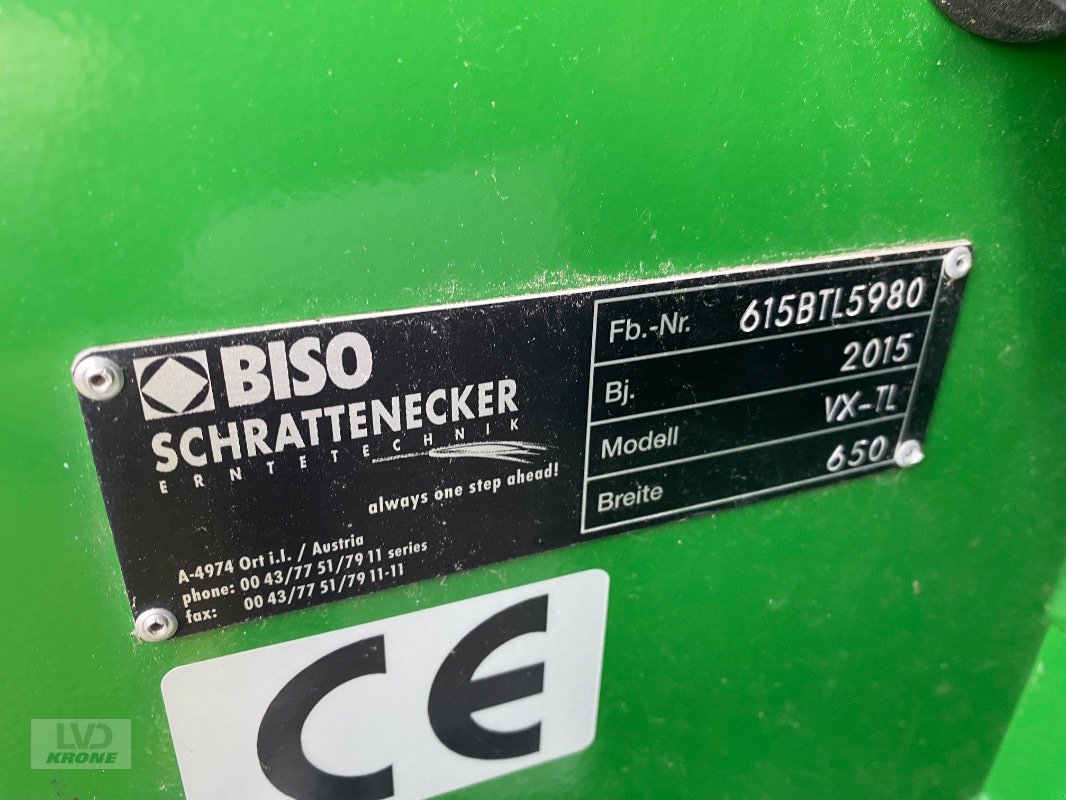 BISO
SCHRATTENECKER
ERNTETECHNIK
always one step ahead!
A-4974 Ort i.I. / Austria
phone: 00 43/77 51/79 11 series
fax: 00 43/77 51/79 11-11
Fb.-Nr. 615BTL5980
Bj. 2015
Modell VX-TL
Breite 650
CE
LVD
KRONE